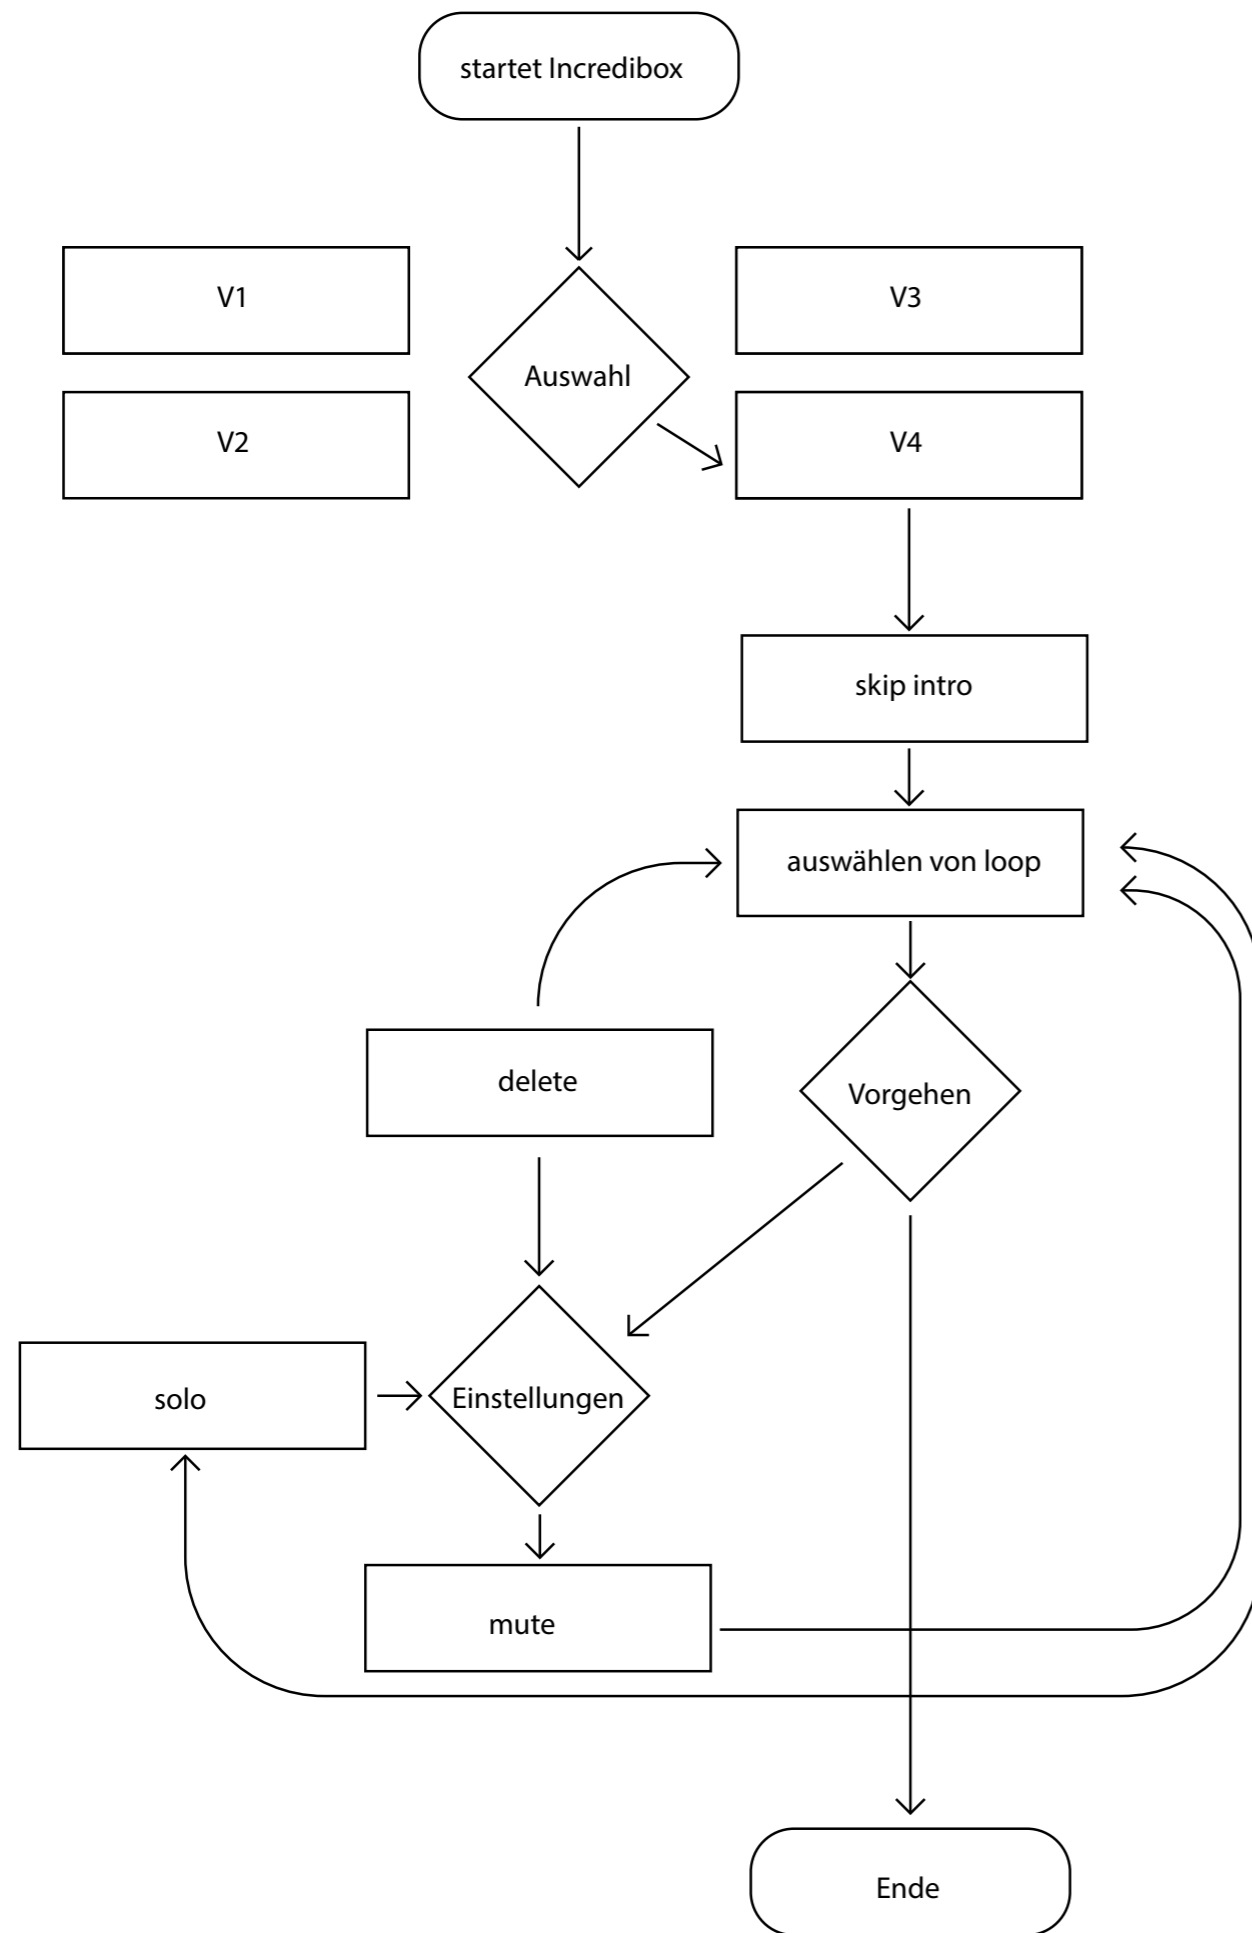 startet Incredibox
V1
V3
Auswahl
V2
V4
skip intro
auswählen von loop
delete
Vorgehen
solo
Einstellungen
mute
Ende